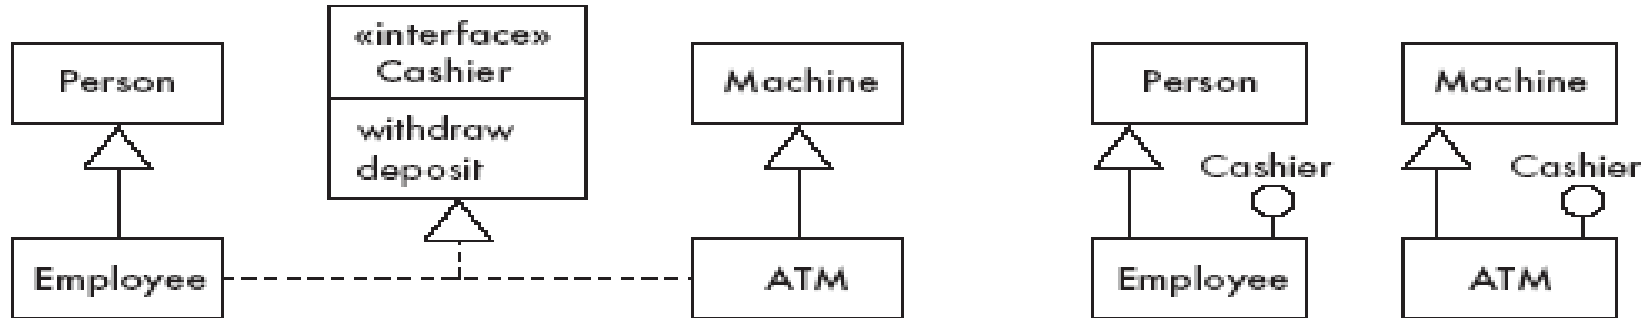 «interface»
Cashier
Person
Machine
Person
Machine
withdraw
deposit
Cashier
Cashier
Employee
ATM
Employee
ATM